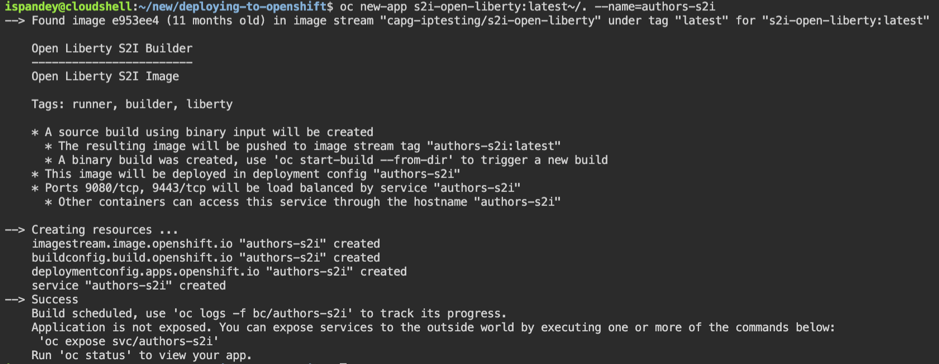 ispandey@cloudshell:~/new/deploying-to-openshift$ oc new-app s2i-open-liberty:latest~/. --name=authors-s2i
--> Found image e953ee4 (11 months old) in image stream "capg-iptesting/s2i-open-liberty" under tag "latest" for "s2i-open-liberty:latest"
Open Liberty S2I Builder
------------------------
Open Liberty S2I Image
Tags: runner, builder, liberty
* A source build using binary input will be created
* The resulting image will be pushed to image stream tag "authors-s2i:latest"
* A binary build was created, use 'oc start-build --from-dir' to trigger a new build
* This image will be deployed in deployment config "authors-s2i"
* Ports 9080/tcp, 9443/tcp will be load balanced by service "authors-s2i"
* Other containers can access this service through the hostname "authors-s2i"
--> Creating resources ...
imagestream.image.openshift.io "authors-s2i" created
buildconfig.build.openshift.io "authors-s2i" created
deploymentconfig.apps.openshift.io "authors-s2i" created
service "authors-s2i" created
--> Success
Build scheduled, use 'oc logs -f bc/authors-s2i' to track its progress.
Application is not exposed. You can expose services to the outside world by executing one or more of the commands below:
'oc expose svc/authors-s2i'
Run 'oc status' to view your app.